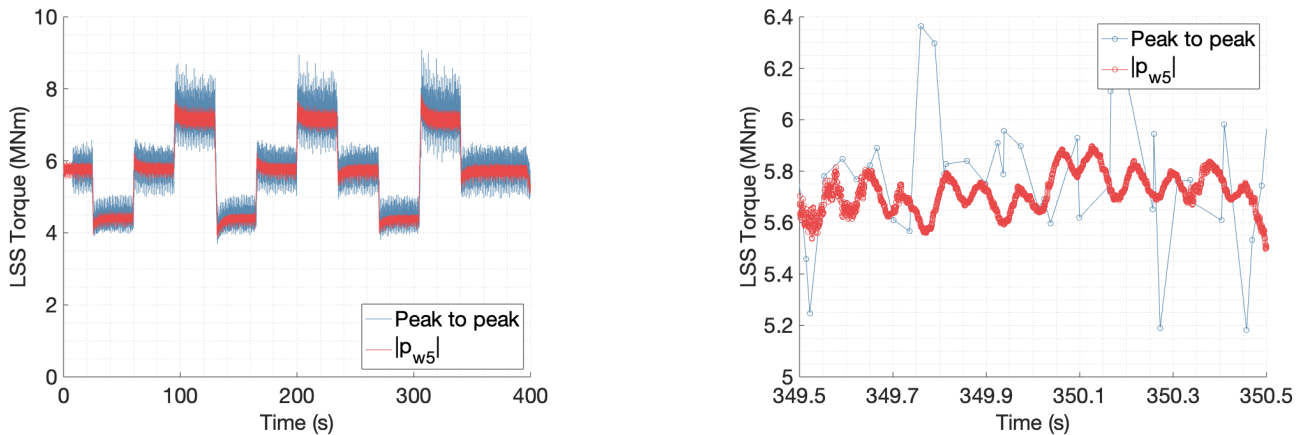 10
8
6
4
2
0
LSS Torque (MNm)
0 100 200 300 400
Time (s)
Peak to peak
|pw5|
6.4
6.2
6
5.8
5.6
5.4
5.2
5
LSS Torque (MNm)
349.5 349.7 349.9 350.1 350.3 350.5
Time (s)
Peak to peak
|pw5|